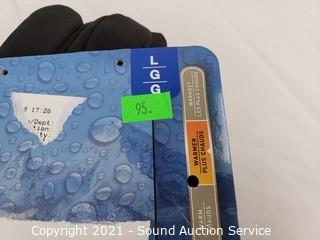 L
G
G
9 17:20
/Dept:
tion:
ty:
95.
WARMEST
LES PLUS CHAUDS
WARMER
PLUS CHAUDS
WARM
CHAUDS
Copyright 2021 - Sound Auction Service